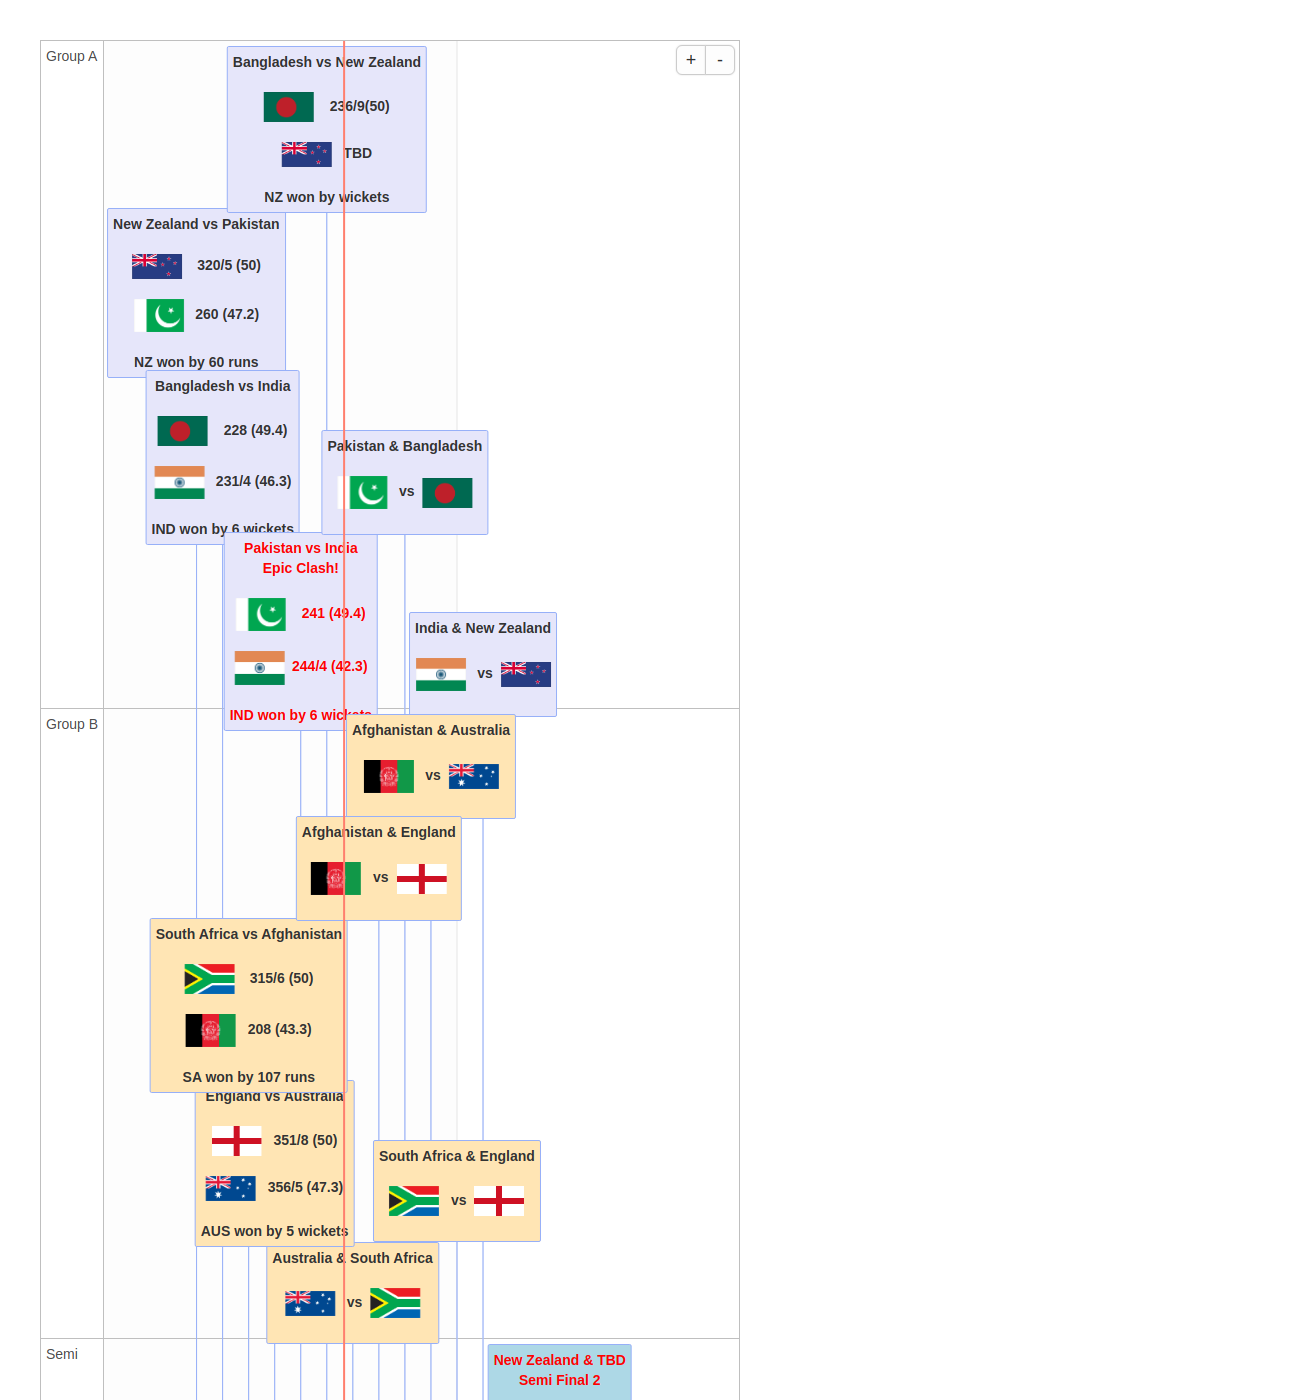 Group A
+ -
Bangladesh vs New Zealand
236/9(50)
TBD
NZ won by wickets
New Zealand vs Pakistan
320/5 (50)
260 (47.2)
NZ won by 60 runs
Bangladesh vs India
228 (49.4)
231/4 (46.3)
IND won by 6 wickets
Pakistan & Bangladesh
vs
Pakistan vs India
Epic Clash!
241 (49.4)
244/4 (42.3)
IND won by 6 wickets
India & New Zealand
vs
Group B
Afghanistan & Australia
vs
Afghanistan & England
vs
South Africa vs Afghanistan
315/6 (50)
208 (43.3)
SA won by 107 runs
England vs Australia
351/8 (50)
356/5 (47.3)
AUS won by 5 wickets
South Africa & England
vs
Australia & South Africa
vs
Semi
New Zealand & TBD
Semi Final 2